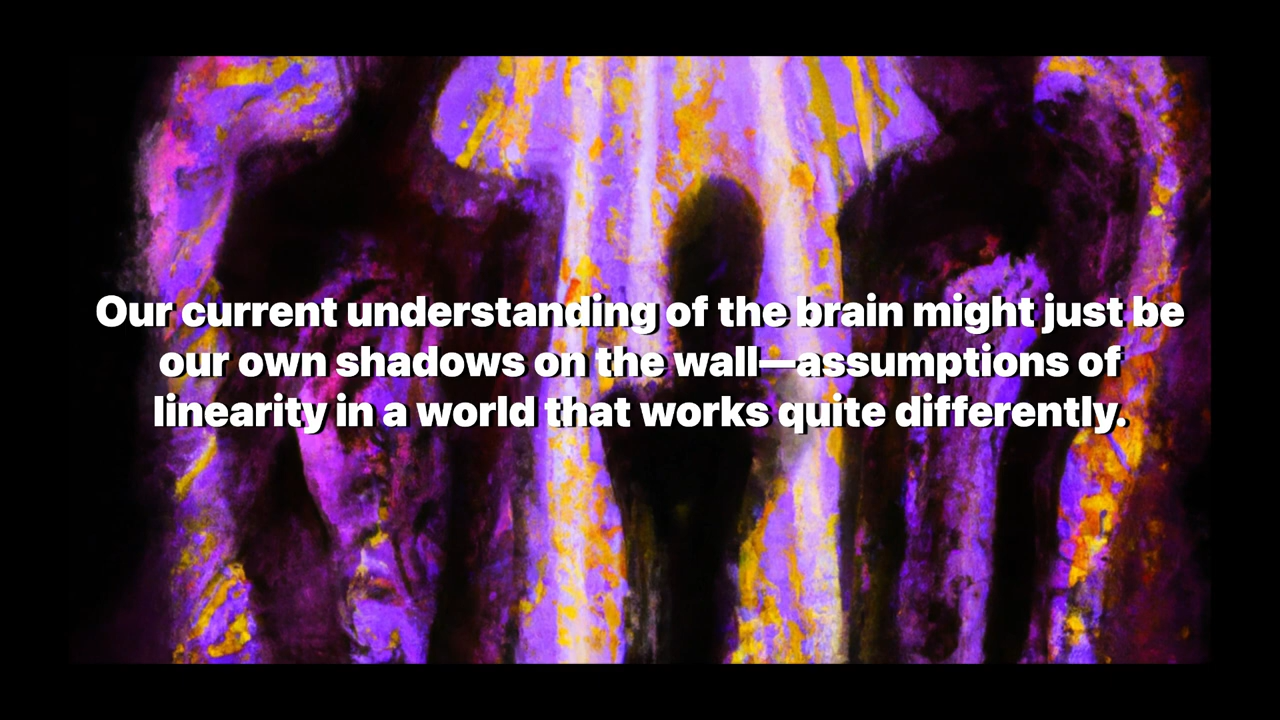 Our current understanding of the brain might just be
our own shadows on the wall—assumptions of
linearity in a world that works quite differently.